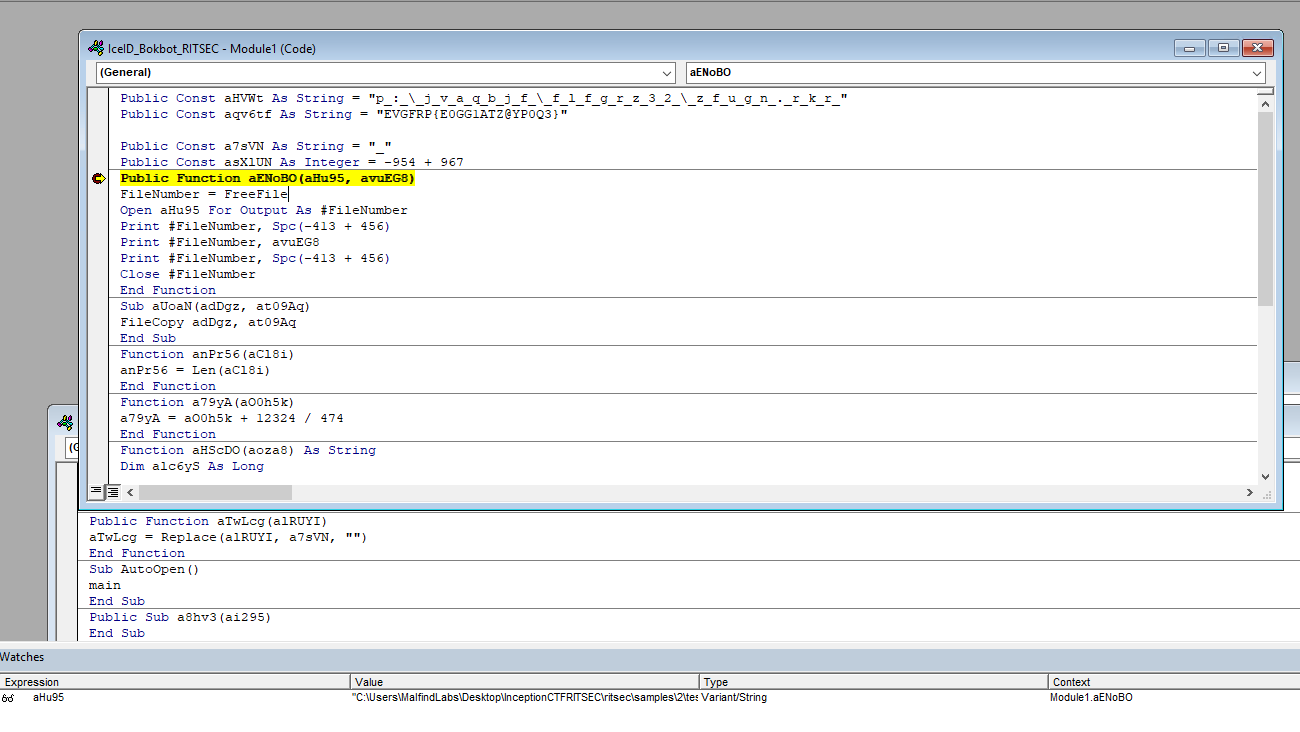 IceID_Bokbot_RITSEC - Module1 (Code)
(General) aENoBO
Public Const aHVWt As String = "p_:_\_j_v_a_q_b_j_f_\_f_l_f_g_r_z_3_2_\_z_f_u_g_n_._r_k_r_"
Public Const aqv6tf As String = "EVGFRP{E0GG1ATZ@YP0Q3}"
Public Const a7sVN As String = "_"
Public Const asX1UN As Integer = -954 + 967
Public Function aENoBO(aHu95, avuEG8)
FileNumber = FreeFile
Open aHu95 For Output As #FileNumber
Print #FileNumber, Spc(-413 + 456)
Print #FileNumber, avuEG8
Print #FileNumber, Spc(-413 + 456)
Close #FileNumber
End Function
Sub aUoaN(adDgz, at09Aq)
FileCopy adDgz, at09Aq
End Sub
Function anPr56(aCl8i)
anPr56 = Len(aCl8i)
End Function
Function a79yA(aO0h5k)
a79yA = aO0h5k + 12324 / 474
End Function
Function aHScDO(aoza8) As String
Dim alc6yS As Long
(G
Public Function aTwLcg(alRUYI)
aTwLcg = Replace(alRUYI, a7sVN, "")
End Function
Sub AutoOpen()
main
End Sub
Public Sub a8hv3(ai295)
End Sub
Watches
Expression Value Type Context
aHu95 "C:\Users\MalfindLabs\Desktop\InceptionCTFRITSEC\ritsec\samples\2\tes Variant/String Module1.aENoBO